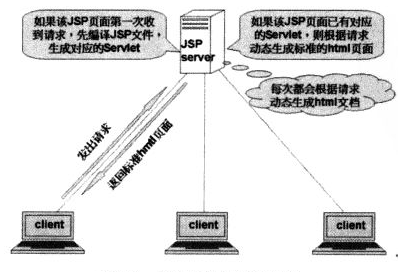 如果该JSP页面第一次收
到请求，先编译JSP文件，
生成对应的Servlet
如果该JSP页面已有对应
的Servlet，则根据请求
动态生成标准的html页面
JSP
server
每次都会根据请求
动态生成html文档
发出请求
返回标准html页面
client
client
client